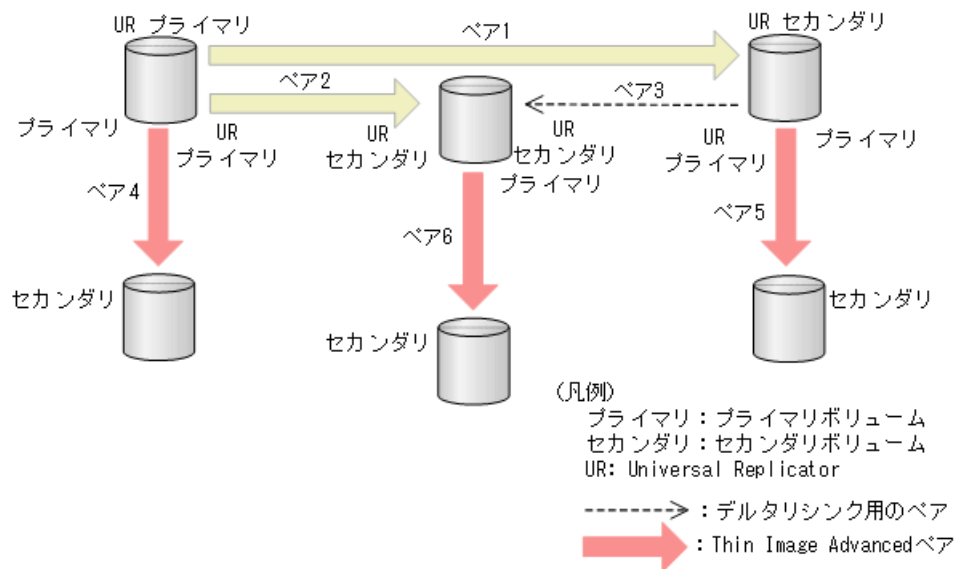 UR プライマリ
UR セカンダリ
ペア1
ペア2
ペア3
プライマリ
UR
プライマリ
UR
セカンダリ
UR
セカンダリ
プライマリ
UR
プライマリ
プライマリ
ペア4
ペア6
ペア5
セカンダリ
セカンダリ
セカンダリ
(凡例)
プライマリ：プライマリボリューム
セカンダリ：セカンダリボリューム
UR: Universal Replicator
：デルタリシンク用のペア
：Thin Image Advancedペア